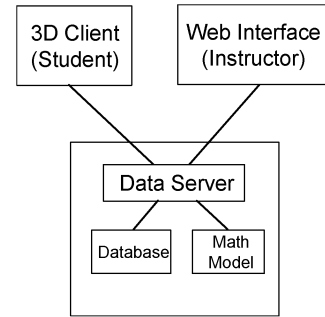 3D Client
(Student)
Web Interface
(Instructor)
Data Server
Database
Math
Model